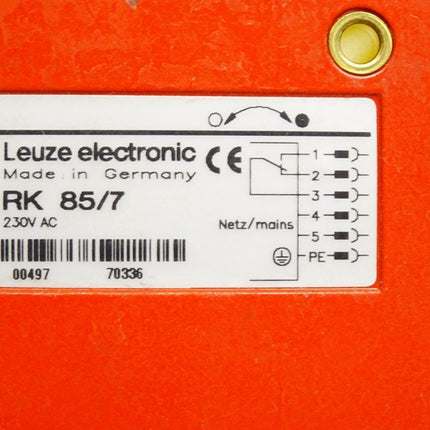 Leuze electronic CE
Made in Germany
RK 85/7
230V AC
00497 70336
Netz/mains
1
2
3
4
5
PE